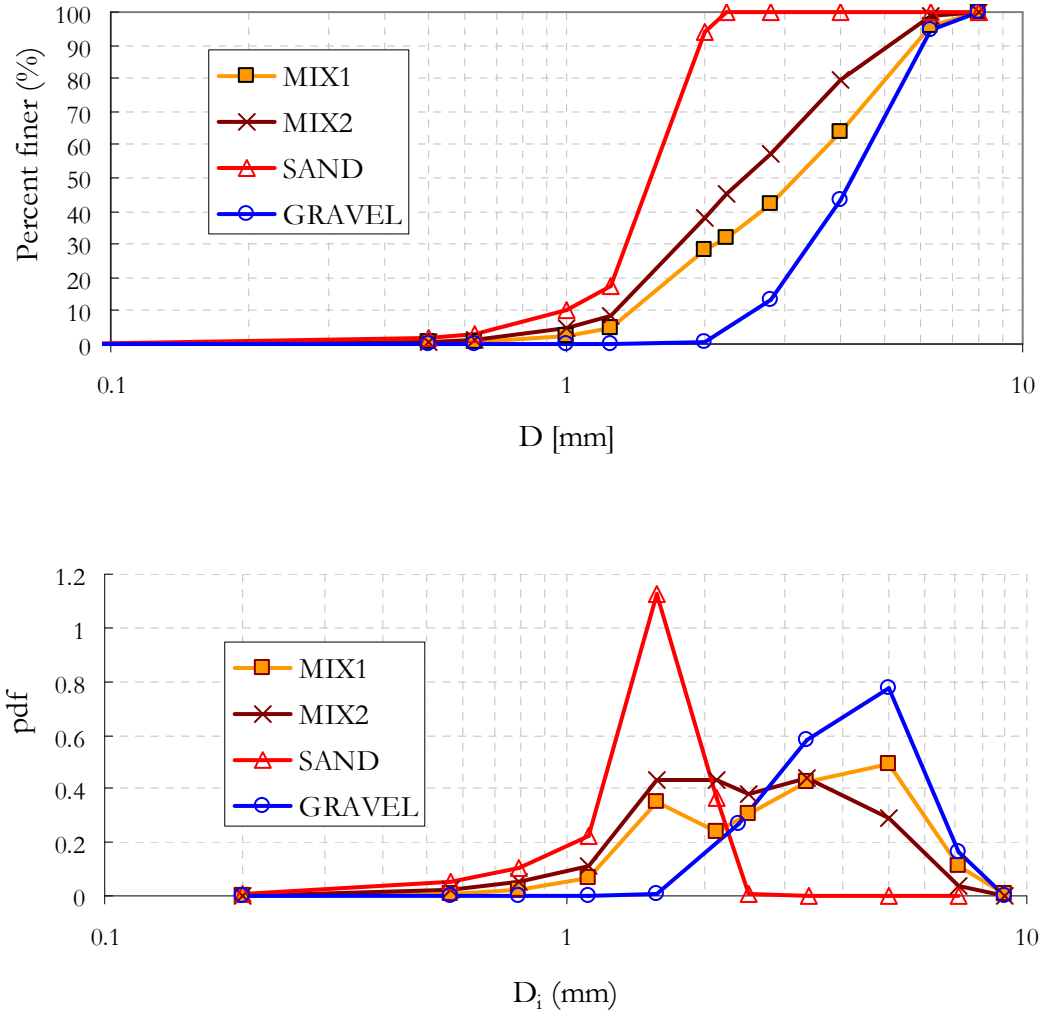 100
90
80
70
60
50
40
30
20
10
0
Percent finer (%)
MIX1
MIX2
SAND
GRAVEL
0.1 1 10
D [mm]
1.2
1
0.8
0.6
0.4
0.2
0
pdf
MIX1
MIX2
SAND
GRAVEL
0.1 1 10
Di (mm)